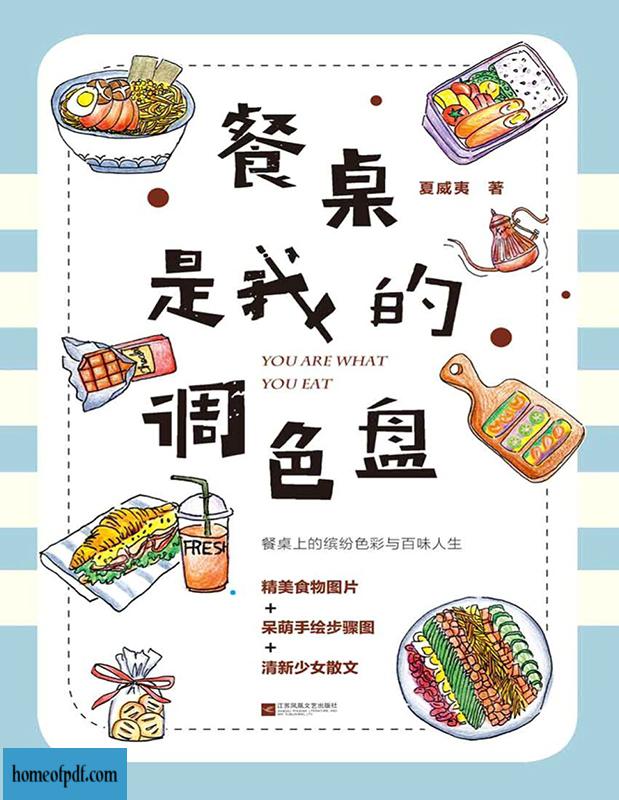 餐桌
夏威夷 著
是我的
YOU ARE WHAT
YOU EAT
调色盘
FRESH
餐桌上的缤纷色彩与百味人生
精美食物图片
+
呆萌手绘步骤图
+
清新少女散文
江苏凤凰文艺出版社
homeofpdf.com